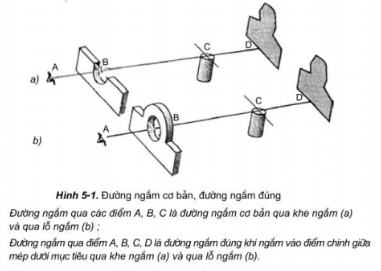 A B C D
a)
A B C D
b)
Hình 5-1. Đường ngắm cơ bản, đường ngắm đúng
Đường ngắm qua các điểm A, B, C là đường ngắm cơ bản qua khe ngắm (a)
và qua lỗ ngắm (b) ;
Đường ngắm qua điểm A, B, C, D là đường ngắm đúng khi ngắm vào điểm chính giữa
mép dưới mục tiêu qua khe ngắm (a) và qua lỗ ngắm (b).